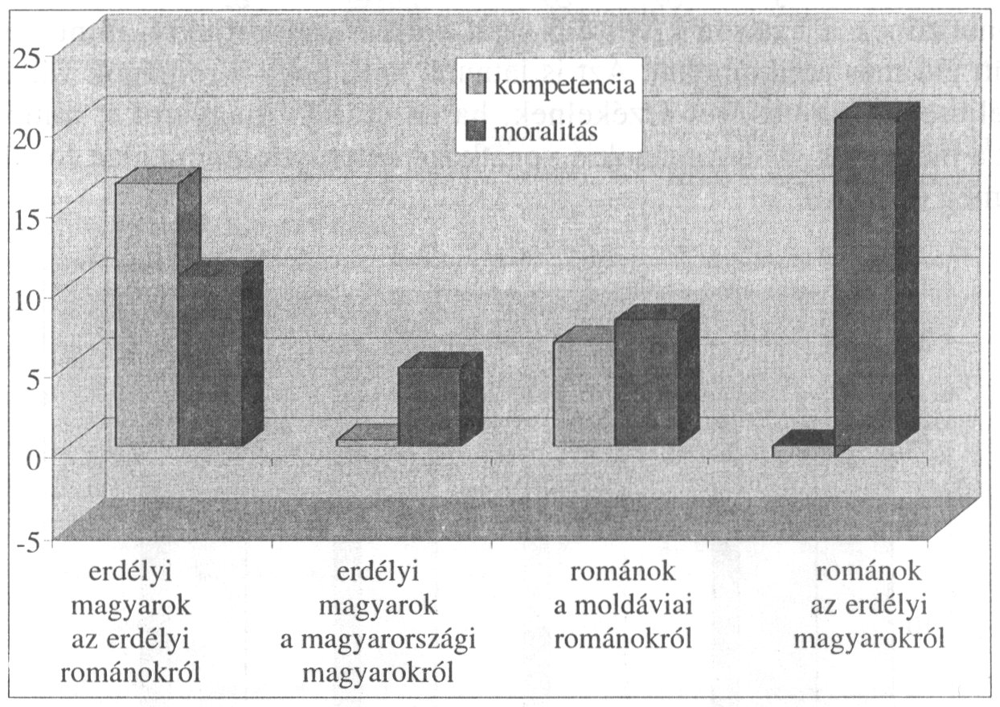 25
20
15
10
5
0
-5
kompetencia
moralitás
erdélyi
magyarok
az erdélyi
románokról
erdélyi
magyarok
a magyarországi
magyarokról
románok
a moldáviai
románokról
románok
az erdélyi
magyarokról